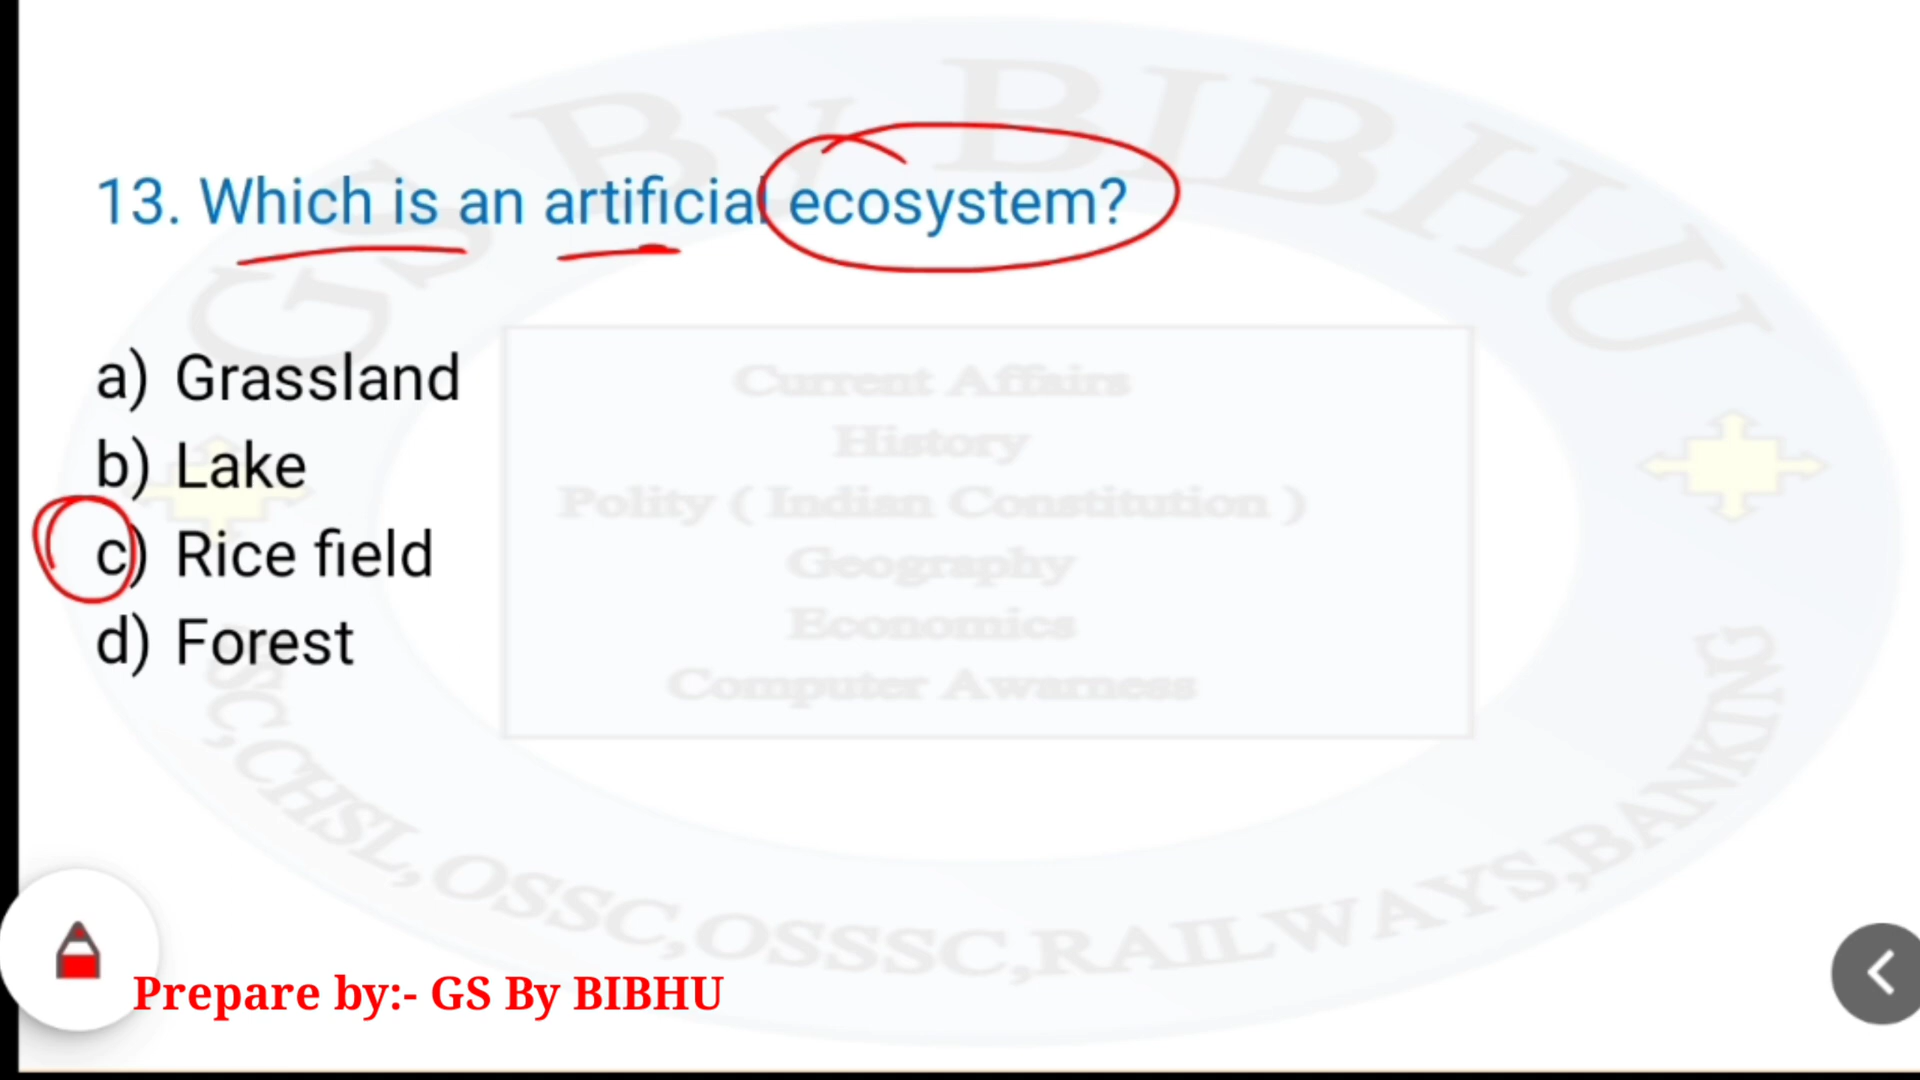 GS By BIBHU
13. Which is an artificial ecosystem?
a) Grassland
b) Lake
c) Rice field
d) Forest
Current Affairs
History
Polity ( Indian Constitution )
Geography
Economics
Computer Awarness
SC,CHSL,OSSC,OSSSC,RAILWAYS,BANKING
Prepare by:- GS By BIBHU